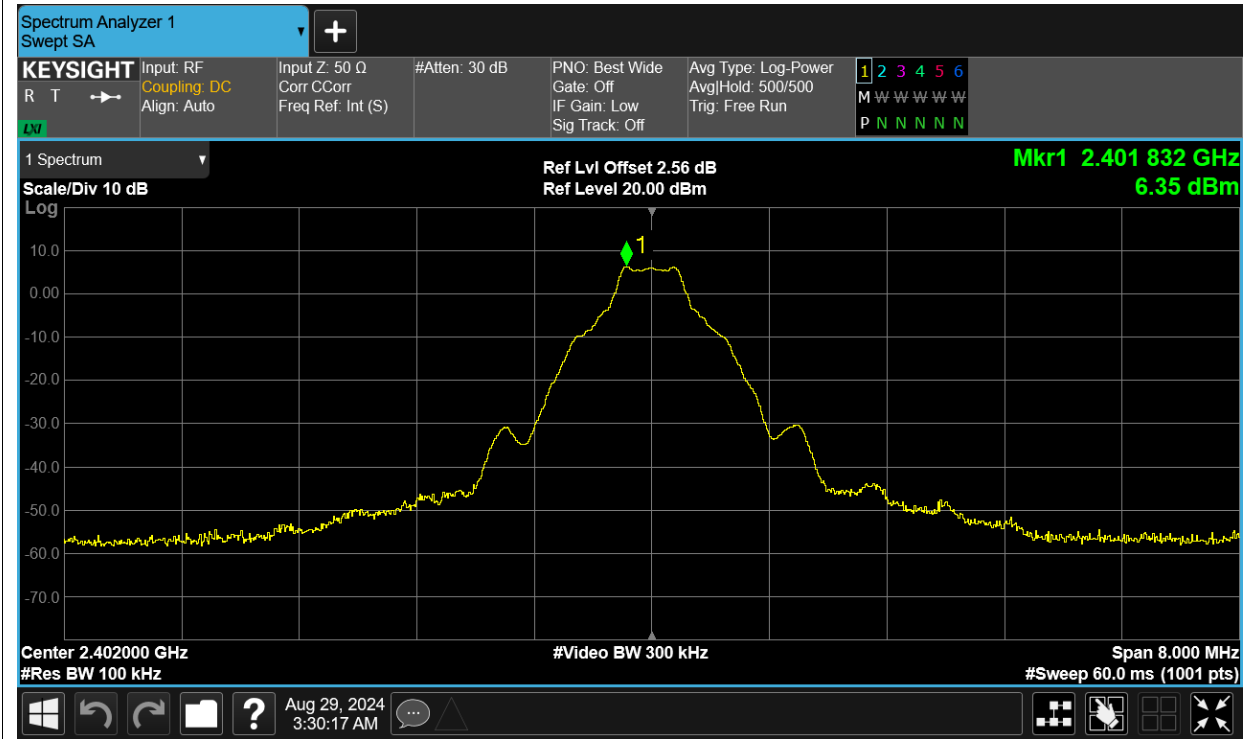 Spectrum Analyzer 1
Swept SA
+
KEYSIGHT
R T
LXI
Input: RF
Coupling: DC
Align: Auto
Input Z: 50 Ω
Corr CCorr
Freq Ref: Int (S)
#Atten: 30 dB
PNO: Best Wide
Gate: Off
IF Gain: Low
Sig Track: Off
Avg Type: Log-Power
Avg|Hold: 500/500
Trig: Free Run
1 2 3 4 5 6
M W W W W W
P N N N N N
1 Spectrum
Scale/Div 10 dB
Log
Ref Lvl Offset 2.56 dB
Ref Level 20.00 dBm
Mkr1 2.401 832 GHz
6.35 dBm
1
10.0
0.00
-10.0
-20.0
-30.0
-40.0
-50.0
-60.0
-70.0
Center 2.402000 GHz
#Res BW 100 kHz
#Video BW 300 kHz
Span 8.000 MHz
#Sweep 60.0 ms (1001 pts)
?
Aug 29, 2024
3:30:17 AM